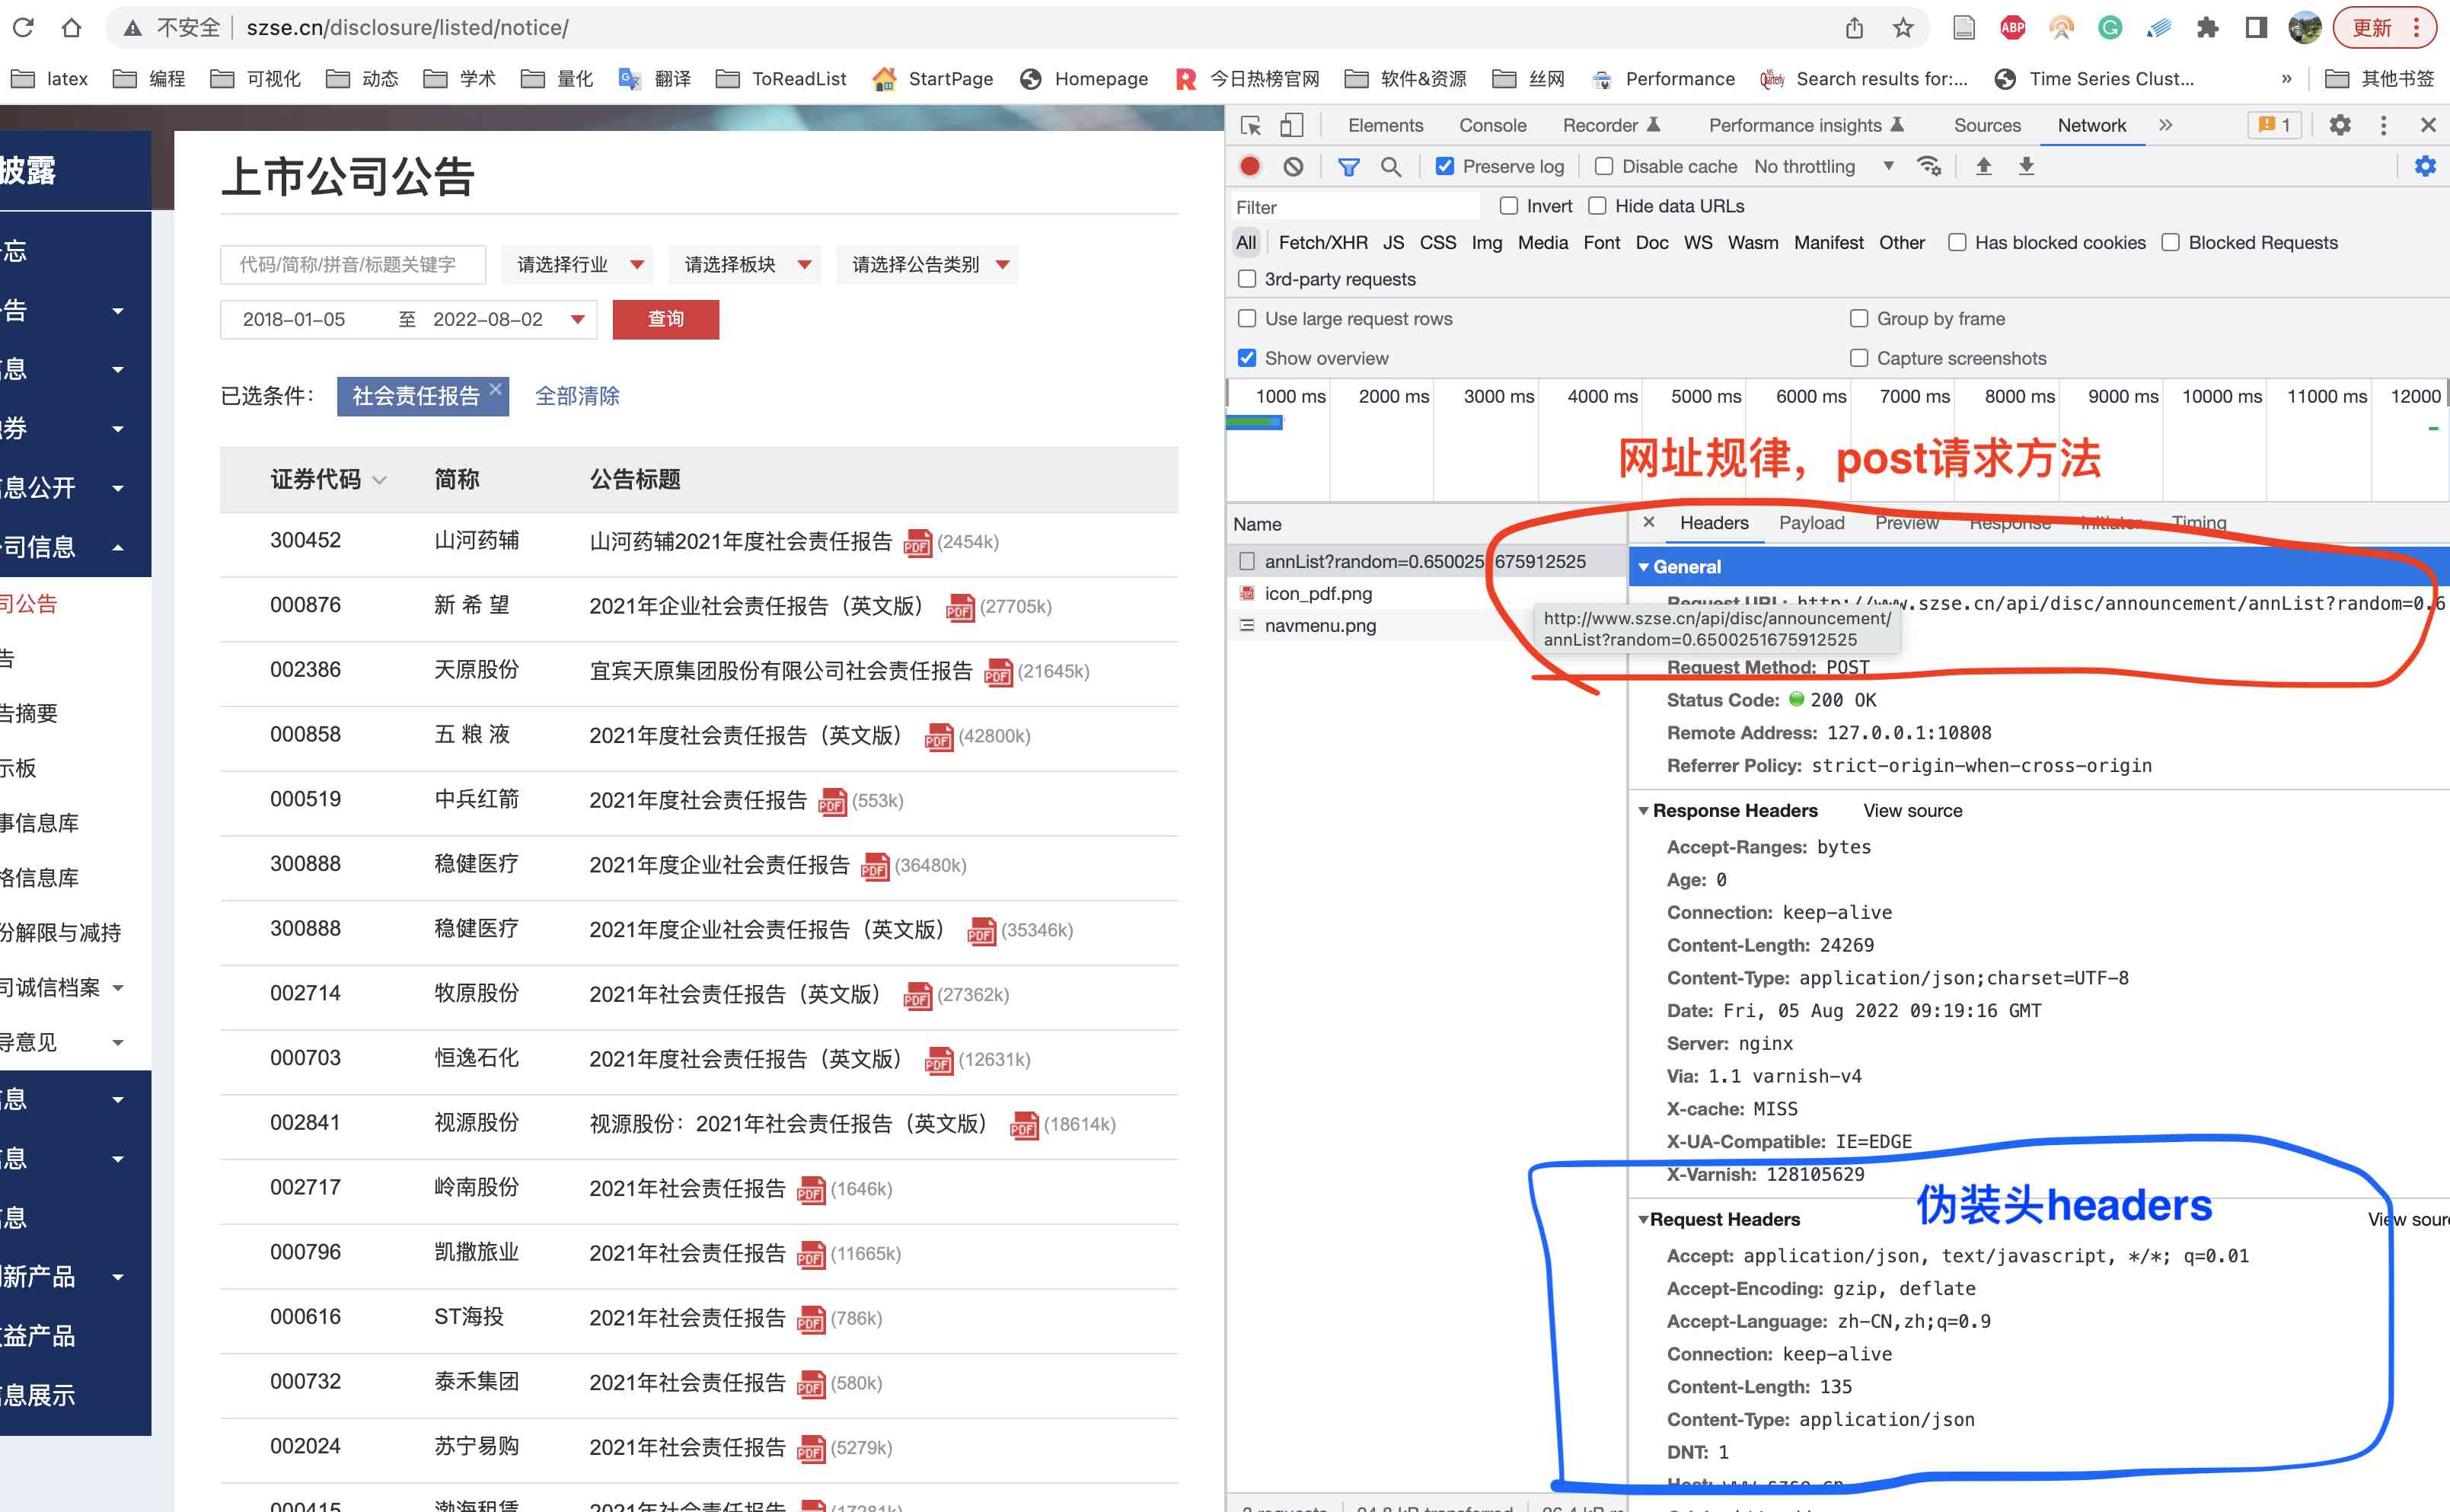 不安全 szse.cn/disclosure/listed/notice/
ABP
更新
latex 编程 可视化 动态 学术 量化 翻译 ToReadList StartPage Homepage 今日热榜官网 软件&资源 丝网 Performance Search results for:... Time Series Clust... » 其他书签
披露
忘
告
息
券
息公开
司信息
司公告
告
告摘要
示板
事信息库
格信息库
份解限与减持
司诚信档案
导意见
息
息
息
新产品
益产品
息展示
上市公司公告
代码/简称/拼音/标题关键字 请选择行业 请选择板块 请选择公告类别
2018-01-05 至 2022-08-02 查询
已选条件： 社会责任报告 × 全部清除
证券代码 简称 公告标题
300452 山河药辅 山河药辅2021年度社会责任报告 PDF (2454k)
000876 新 希 望 2021年企业社会责任报告（英文版） PDF (27705k)
002386 天原股份 宜宾天原集团股份有限公司社会责任报告 PDF (21645k)
000858 五 粮 液 2021年度社会责任报告（英文版） PDF (42800k)
000519 中兵红箭 2021年度社会责任报告 PDF (553k)
300888 稳健医疗 2021年度企业社会责任报告 PDF (36480k)
300888 稳健医疗 2021年度企业社会责任报告（英文版） PDF (35346k)
002714 牧原股份 2021年社会责任报告（英文版） PDF (27362k)
000703 恒逸石化 2021年度社会责任报告（英文版） PDF (12631k)
002841 视源股份 视源股份：2021年社会责任报告（英文版） PDF (18614k)
002717 岭南股份 2021年社会责任报告 PDF (1646k)
000796 凯撒旅业 2021年社会责任报告 PDF (11665k)
000616 ST海投 2021年社会责任报告 PDF (786k)
000732 泰禾集团 2021年社会责任报告 PDF (580k)
002024 苏宁易购 2021年社会责任报告 PDF (5279k)
000415 渤海租赁 2021年社会责任报告 (17281k)
Elements Console Recorder Performance insights Sources Network » 1
Preserve log Disable cache No throttling
Filter Invert Hide data URLs
All Fetch/XHR JS CSS Img Media Font Doc WS Wasm Manifest Other Has blocked cookies Blocked Requests
3rd-party requests
Use large request rows Group by frame
Show overview Capture screenshots
1000 ms 2000 ms 3000 ms 4000 ms 5000 ms 6000 ms 7000 ms 8000 ms 9000 ms 10000 ms 11000 ms 12000
网址规律，post请求方法
Name
annList?random=0.6500251675912525
icon_pdf.png
navmenu.png
× Headers Payload Preview Response Initiator Timing
General
Request URL: http://www.szse.cn/api/disc/announcement/annList?random=0.6
http://www.szse.cn/api/disc/announcement/
annList?random=0.6500251675912525
Request Method: POST
Status Code: 200 OK
Remote Address: 127.0.0.1:10808
Referrer Policy: strict-origin-when-cross-origin
Response Headers View source
Accept-Ranges: bytes
Age: 0
Connection: keep-alive
Content-Length: 24269
Content-Type: application/json;charset=UTF-8
Date: Fri, 05 Aug 2022 09:19:16 GMT
Server: nginx
Via: 1.1 varnish-v4
X-cache: MISS
X-UA-Compatible: IE=EDGE
X-Varnish: 128105629
伪装头headers
Request Headers View sour
Accept: application/json, text/javascript, */*; q=0.01
Accept-Encoding: gzip, deflate
Accept-Language: zh-CN,zh;q=0.9
Connection: keep-alive
Content-Length: 135
Content-Type: application/json
DNT: 1
Host: www.szse.cn